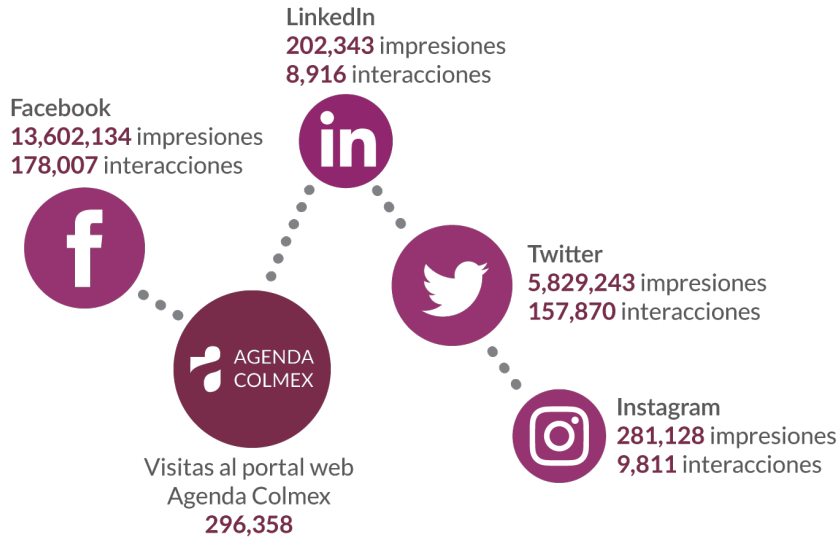 LinkedIn
202,343 impresiones
8,916 interacciones
Facebook
13,602,134 impresiones
178,007 interacciones
in
f
Twitter
5,829,243 impresiones
157,870 interacciones
AGENDA
COLMEX
Instagram
281,128 impresiones
9,811 interacciones
Visitas al portal web
Agenda Colmex
296,358